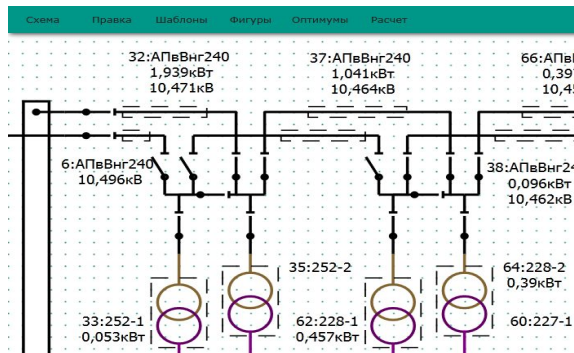 Схема Правка Шаблоны Фигуры Оптимумы Расчет
32:АПвВнг240
1,939кВт
10,471кВ
37:АПвВнг240
1,041кВт
10,464кВ
6:АПвВнг240
10,496кВ
0,096кВт
10,462кВ
35:252-2
64:228-2
0,39кВт
33:252-1
0,053кВт
62:228-1
0,457кВт
60:227-1